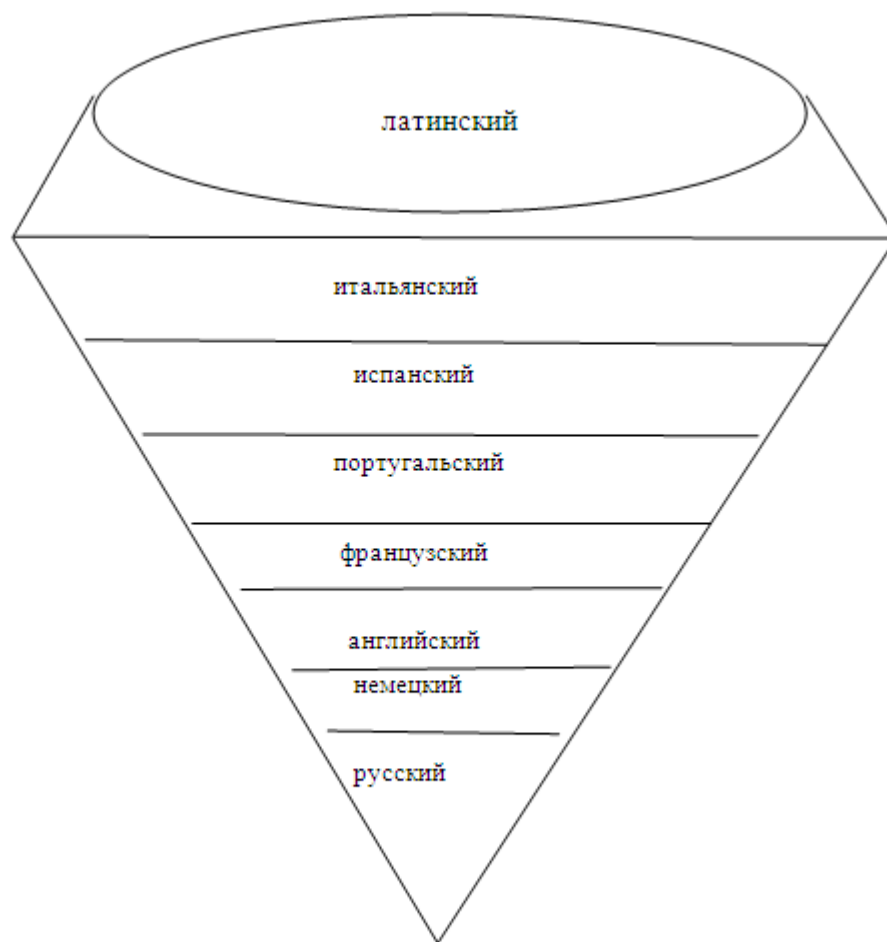 латинский
итальянский
испанский
португальский
французский
английский
немецкий
русский